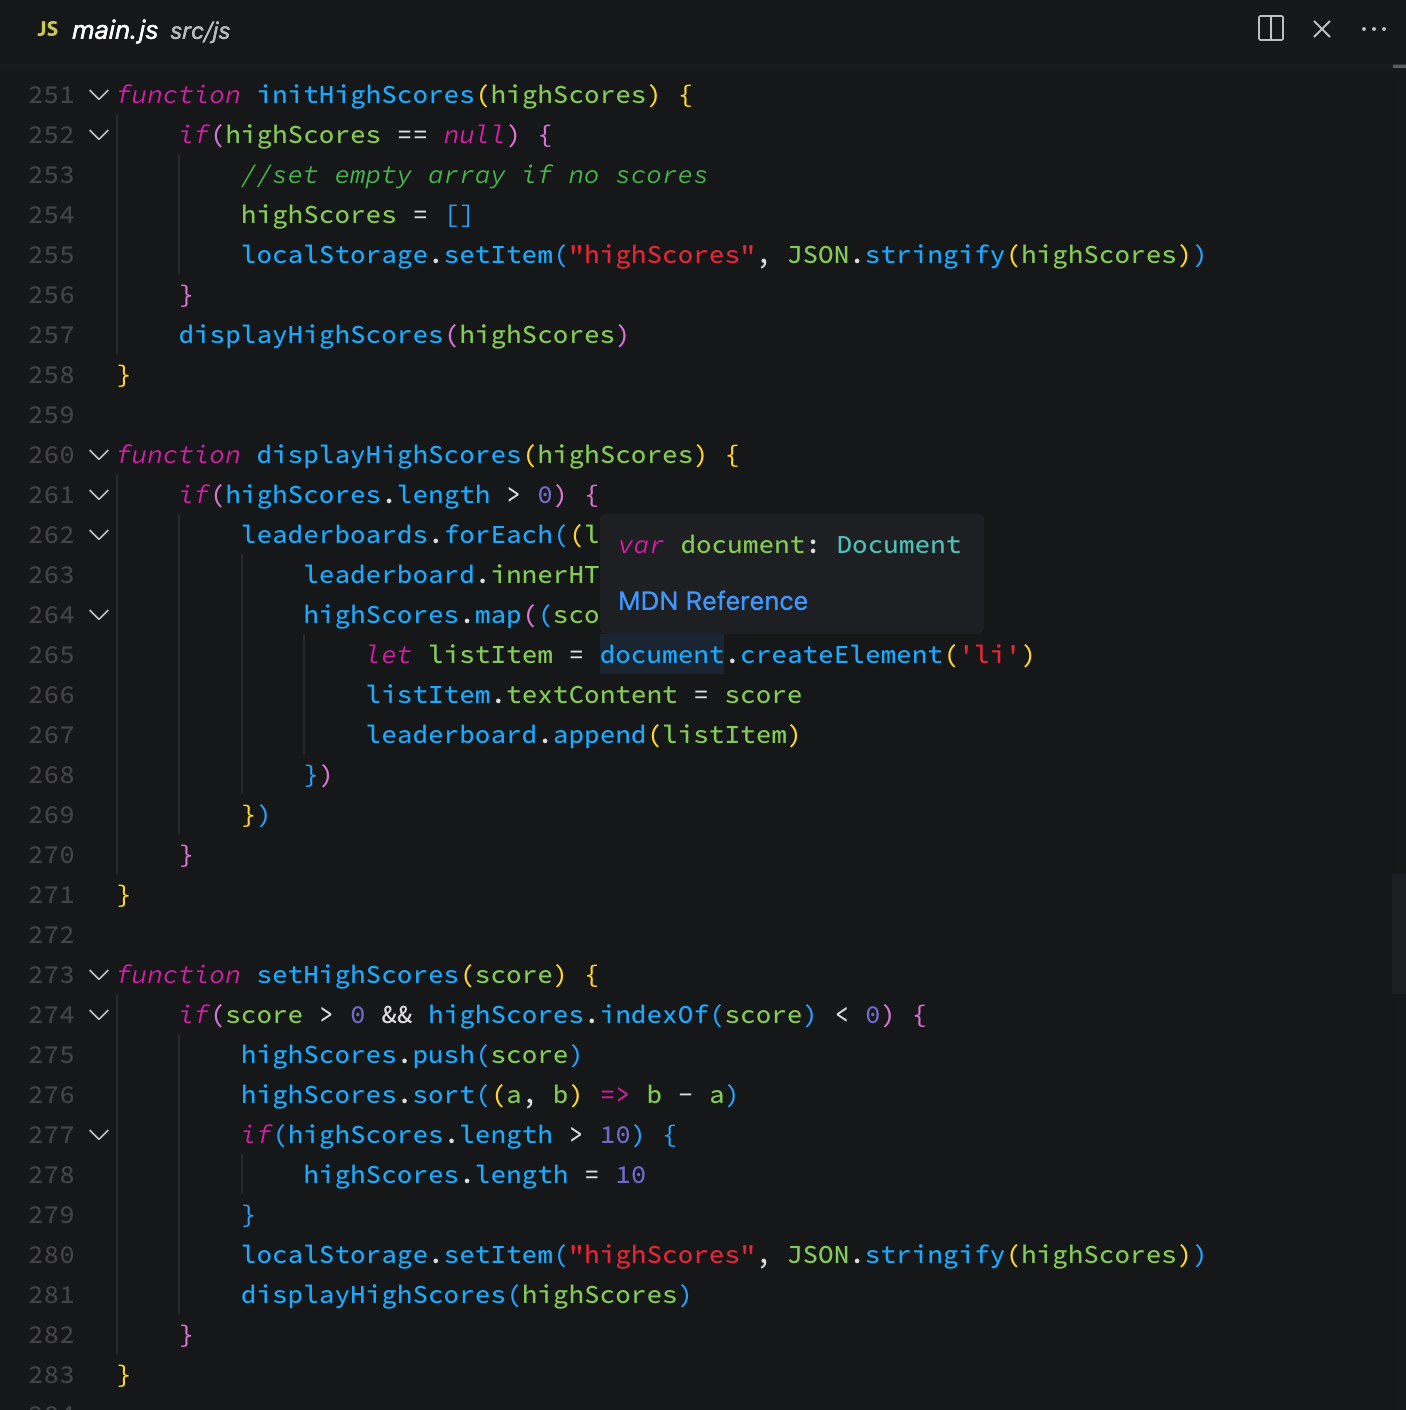 JS main.js src/js
251 function initHighScores(highScores) {
252 if(highScores == null) {
253 //set empty array if no scores
254 highScores = []
255 localStorage.setItem("highScores", JSON.stringify(highScores))
256 }
257 displayHighScores(highScores)
258 }
259
260 function displayHighScores(highScores) {
261 if(highScores.length > 0) {
262 leaderboards.forEach((l
var document: Document
263 leaderboard.innerHT
MDN Reference
264 highScores.map((sco
265 let listItem = document.createElement('li')
266 listItem.textContent = score
267 leaderboard.append(listItem)
268 })
269 })
270 }
271 }
272
273 function setHighScores(score) {
274 if(score > 0 && highScores.indexOf(score) < 0) {
275 highScores.push(score)
276 highScores.sort((a, b) => b - a)
277 if(highScores.length > 10) {
278 highScores.length = 10
279 }
280 localStorage.setItem("highScores", JSON.stringify(highScores))
281 displayHighScores(highScores)
282 }
283 }